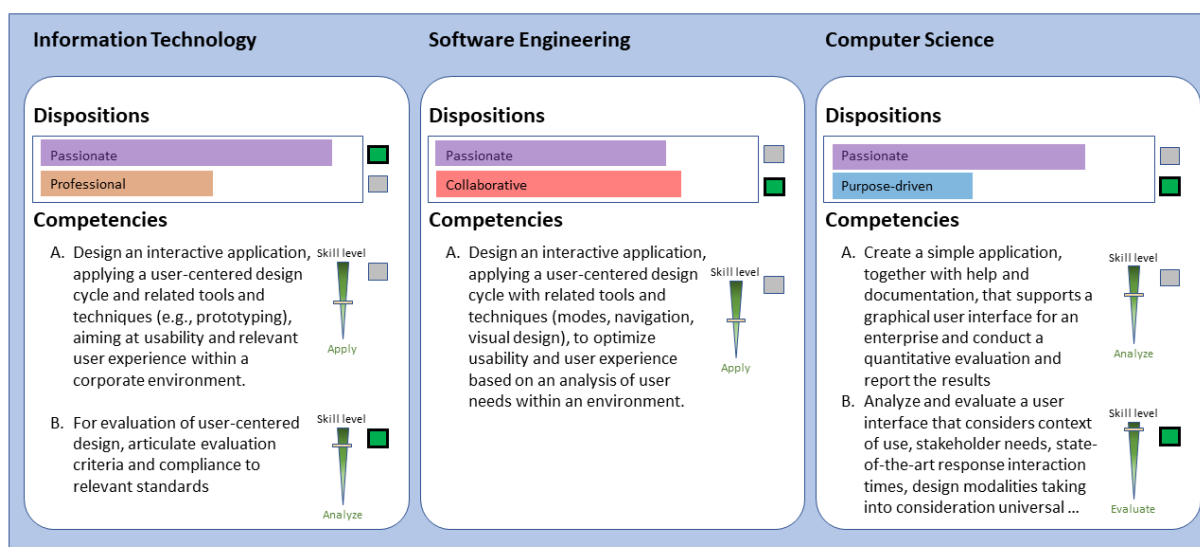 Information Technology
Dispositions
Passionate
Professional
Competencies
A. Design an interactive application,
applying a user-centered design
cycle and related tools and
techniques (e.g., prototyping),
aiming at usability and relevant
user experience within a
corporate environment.
Skill level
Apply
B. For evaluation of user-centered
design, articulate evaluation
criteria and compliance to
relevant standards
Skill level
Analyze
Software Engineering
Dispositions
Passionate
Collaborative
Competencies
A. Design an interactive application,
applying a user-centered design
cycle with related tools and
techniques (modes, navigation,
visual design), to optimize
usability and user experience
based on an analysis of user
needs within an environment.
Skill level
Apply
Computer Science
Dispositions
Passionate
Purpose-driven
Competencies
A. Create a simple application,
together with help and
documentation, that supports a
graphical user interface for an
enterprise and conduct a
quantitative evaluation and
report the results
Skill level
Analyze
B. Analyze and evaluate a user
interface that considers context
of use, stakeholder needs, state-
of-the-art response interaction
times, design modalities taking
into consideration universal ...
Skill level
Evaluate